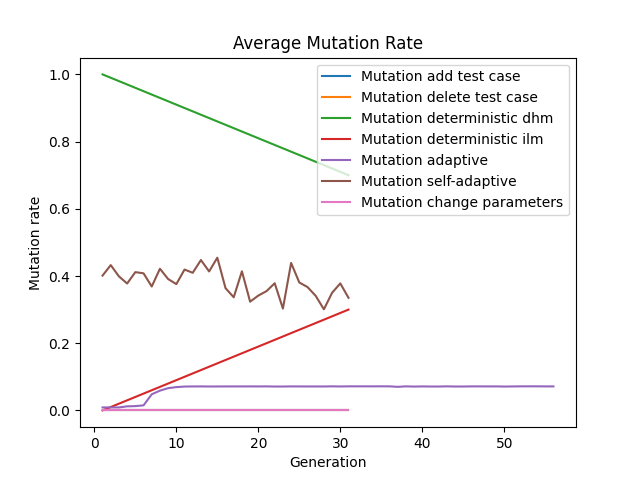 Average Mutation Rate
Mutation rate
1.0
0.8
0.6
0.4
0.2
0.0
Mutation add test case
Mutation delete test case
Mutation deterministic dhm
Mutation deterministic ilm
Mutation adaptive
Mutation self-adaptive
Mutation change parameters
0 10 20 30 40 50
Generation